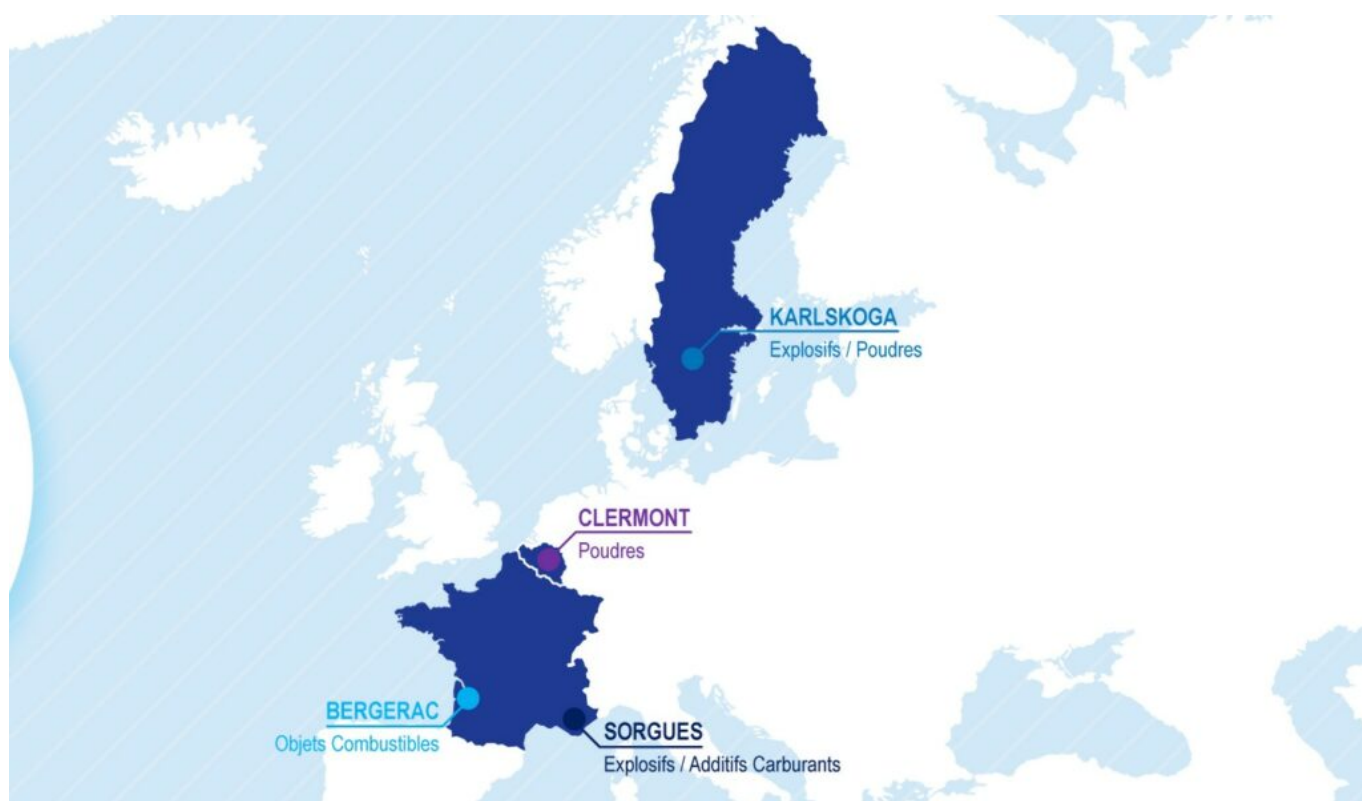 KARLSKOGA
Explosifs / Poudres
CLERMONT
Poudres
BERGERAC
Objets Combustibles
SORGUES
Explosifs / Additifs Carburants